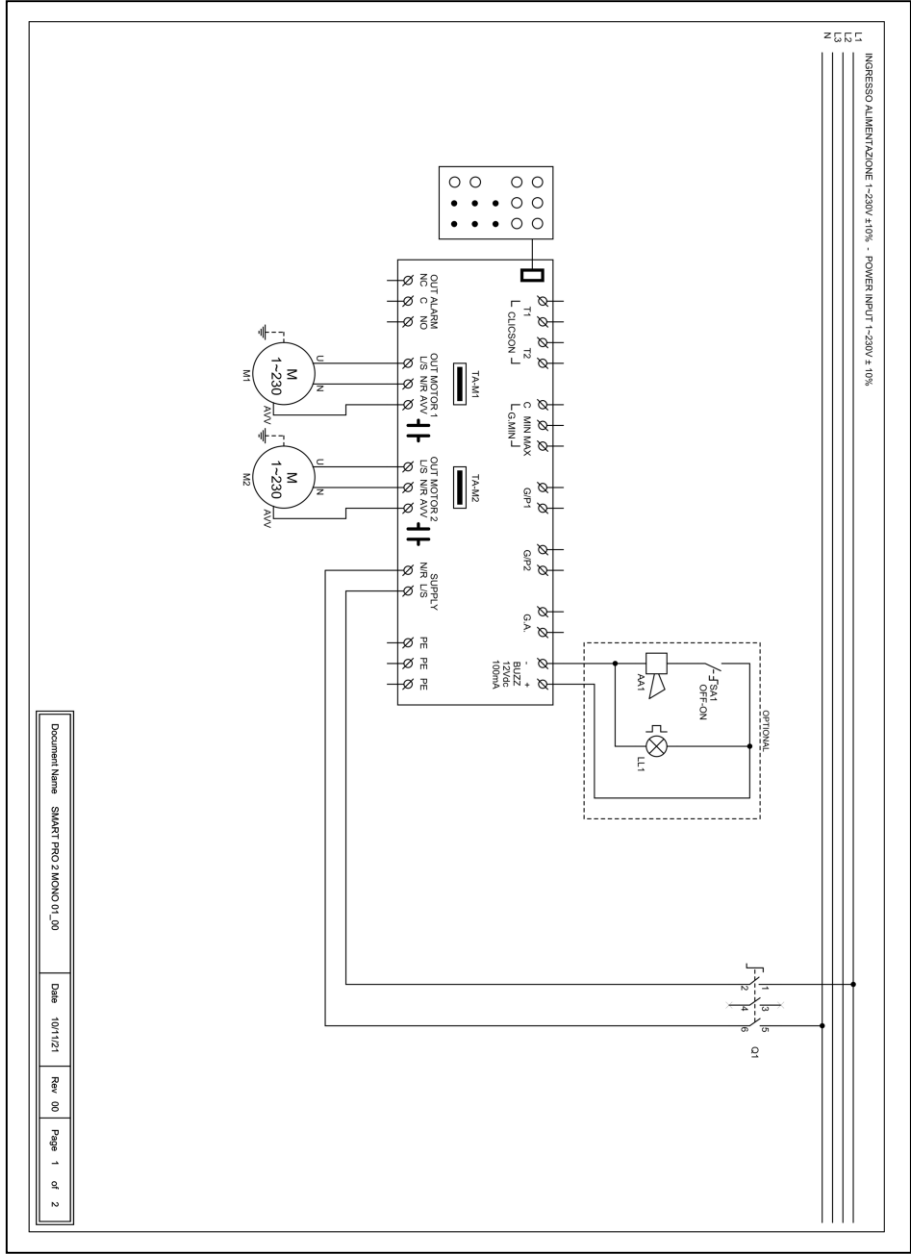 L1
L2
L3
N
INGRESSO ALIMENTAZIONE 1~230V ±10% - POWER INPUT 1~230V ± 10%
T1
T2
CLICSON
C MIN MAX
G.MIN
G/P1
G/P2
G.A.
- +
BUZZ
12Vdc
100mA
OPTIONAL
SA1
OFF-ON
AA1
LL1
1 3 5
2 4 6
Q1
TA-M1
TA-M2
OUT ALARM
NC C NO
OUT MOTOR 1
L/S N/R AVV
OUT MOTOR 2
L/S N/R AVV
SUPPLY
N/R L/S
PE PE PE
U N
M
1~230
AVV
M1
U N
M
1~230
AVV
M2
Document Name SMART PRO 2 MONO 01_00 Date 10/11/21 Rev 00 Page 1 of 2